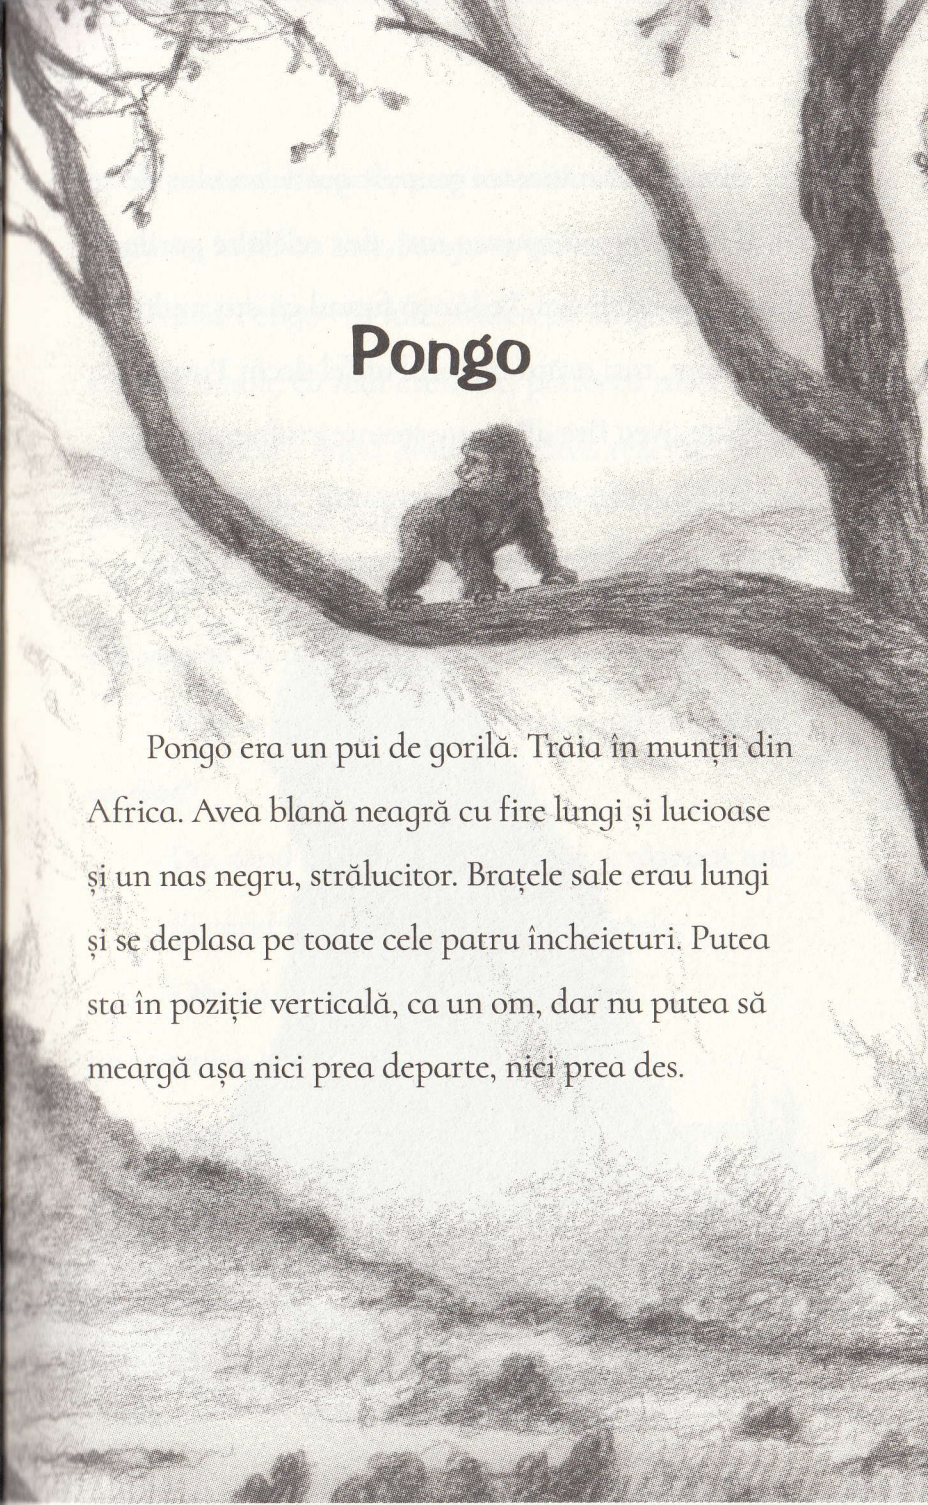 Pongo
Pongo era un pui de gorilă. Trăia în munții din
Africa. Avea blană neagră cu fire lungi și lucioase
și un nas negru, strălucitor. Brațele sale erau lungi
și se deplasa pe toate cele patru încheieturi. Putea
sta în poziție verticală, ca un om, dar nu putea să
meargă așa nici prea departe, nici prea des.